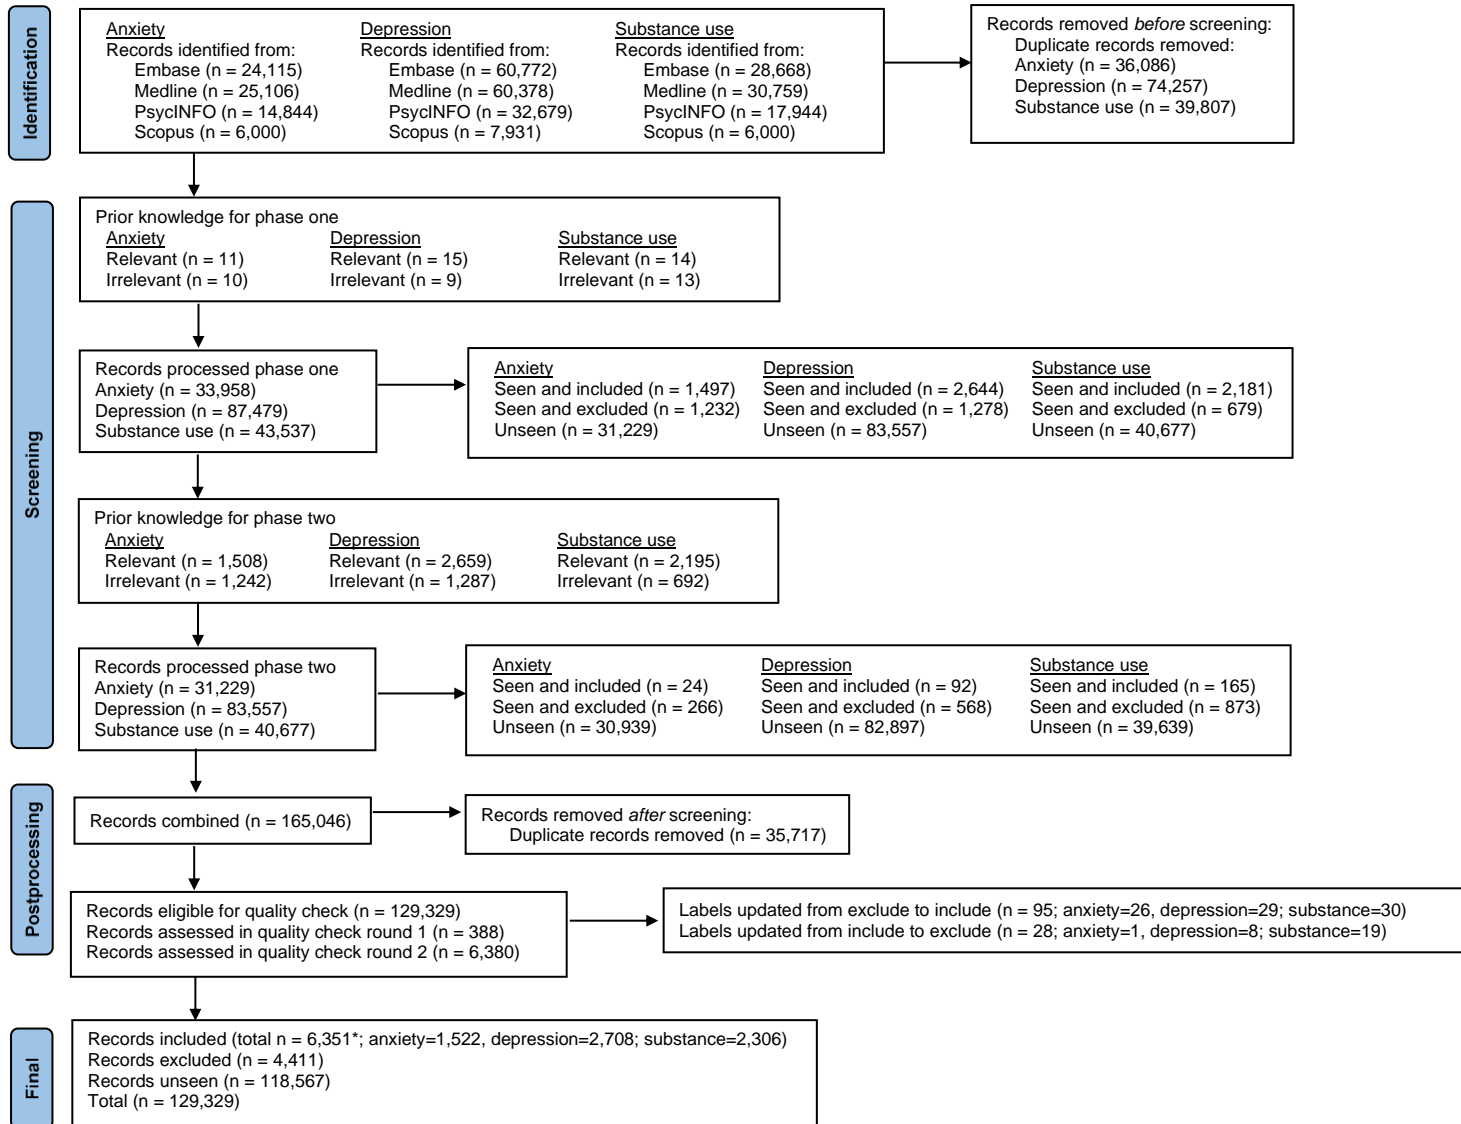 Identification
Anxiety
Records identified from:
Embase (n = 24,115)
Medline (n = 25,106)
PsycINFO (n = 14,844)
Scopus (n = 6,000)
Depression
Records identified from:
Embase (n = 60,772)
Medline (n = 60,378)
PsycINFO (n = 32,679)
Scopus (n = 7,931)
Substance use
Records identified from:
Embase (n = 28,668)
Medline (n = 30,759)
PsycINFO (n = 17,944)
Scopus (n = 6,000)
Records removed before screening:
Duplicate records removed:
Anxiety (n = 36,086)
Depression (n = 74,257)
Substance use (n = 39,807)
Screening
Prior knowledge for phase one
Anxiety
Relevant (n = 11)
Irrelevant (n = 10)
Depression
Relevant (n = 15)
Irrelevant (n = 9)
Substance use
Relevant (n = 14)
Irrelevant (n = 13)
Records processed phase one
Anxiety (n = 33,958)
Depression (n = 87,479)
Substance use (n = 43,537)
Anxiety
Seen and included (n = 1,497)
Seen and excluded (n = 1,232)
Unseen (n = 31,229)
Depression
Seen and included (n = 2,644)
Seen and excluded (n = 1,278)
Unseen (n = 83,557)
Substance use
Seen and included (n = 2,181)
Seen and excluded (n = 679)
Unseen (n = 40,677)
Prior knowledge for phase two
Anxiety
Relevant (n = 1,508)
Irrelevant (n = 1,242)
Depression
Relevant (n = 2,659)
Irrelevant (n = 1,287)
Substance use
Relevant (n = 2,195)
Irrelevant (n = 692)
Records processed phase two
Anxiety (n = 31,229)
Depression (n = 83,557)
Substance use (n = 40,677)
Anxiety
Seen and included (n = 24)
Seen and excluded (n = 266)
Unseen (n = 30,939)
Depression
Seen and included (n = 92)
Seen and excluded (n = 568)
Unseen (n = 82,897)
Substance use
Seen and included (n = 165)
Seen and excluded (n = 873)
Unseen (n = 39,639)
Postprocessing
Records combined (n = 165,046)
Records removed after screening:
Duplicate records removed (n = 35,717)
Records eligible for quality check (n = 129,329)
Records assessed in quality check round 1 (n = 388)
Records assessed in quality check round 2 (n = 6,380)
Labels updated from exclude to include (n = 95; anxiety=26, depression=29; substance=30)
Labels updated from include to exclude (n = 28; anxiety=1, depression=8; substance=19)
Final
Records included (total n = 6,351*; anxiety=1,522, depression=2,708; substance=2,306)
Records excluded (n = 4,411)
Records unseen (n = 118,567)
Total (n = 129,329)